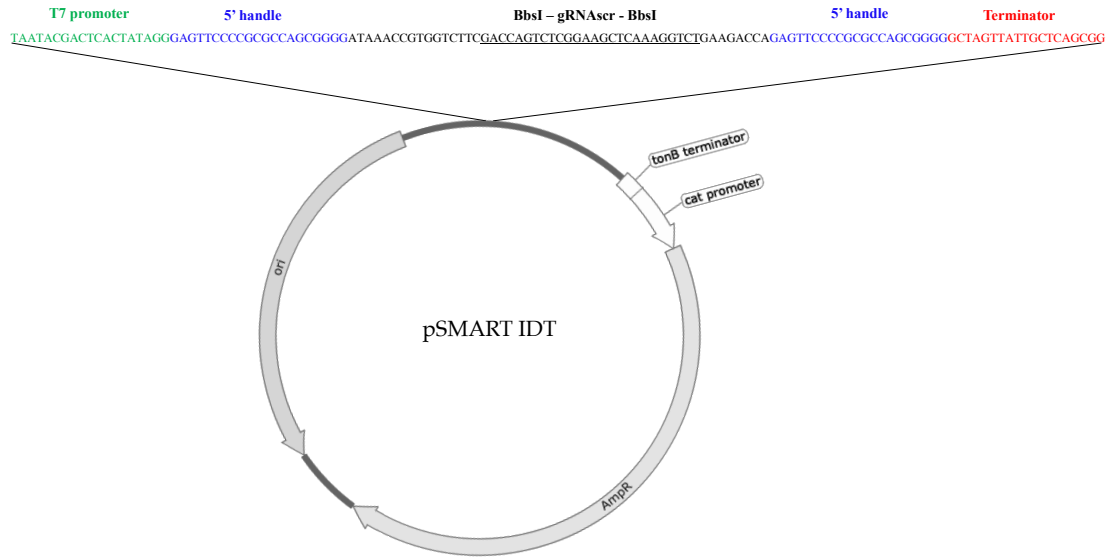 T7 promoter 5’ handle BbsI – gRNAscr - BbsI 5’ handle Terminator
TAATACGACTCACTATAGGGAGTTCCCCGCGCCAGCGGGGATAAACCGTGGTCTTCGACCAGTCTCGGAAGCTCAAAGGTCTGAAGACCAGAGTTCCCCGCGCCAGCGGGGGCTAGTTATTGCTCAGCGG
tonB terminator
cat promoter
ori
pSMART IDT
AmpR